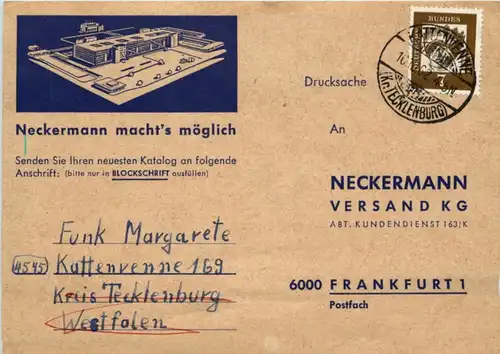 Neckermann macht's möglich
Senden Sie Ihren neuesten Katalog an folgende
Anschrift: (bitte nur in BLOCKSCHRIFT ausfüllen)
Funk Margarete
4545 Kattenvenne 169
Kreis Tecklenburg
Westfalen
Drucksache
An
NECKERMANN
VERSAND KG
ABT. KUNDENDIENST 163/K
6000 FRANKFURT 1
Postfach
BUNDES
7
(Kr. TECKLENBURG)